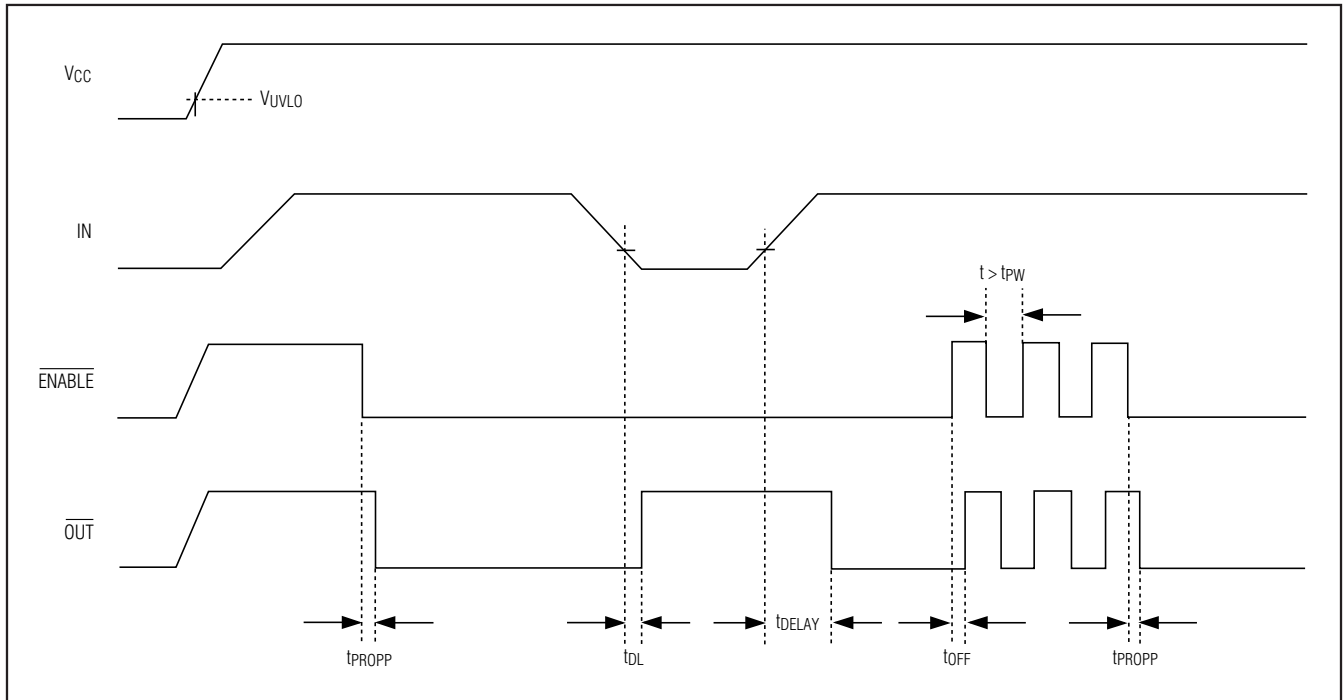 VCC
VUVLO
IN
t > tPW
ENABLE
OUT
tDELAY
tPROPP
tDL
tOFF
tPROPP